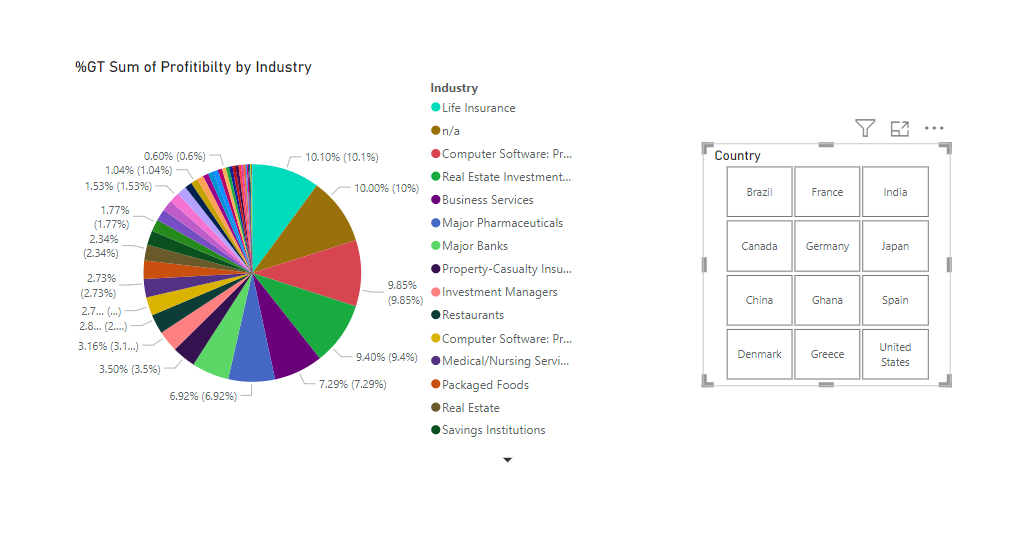 %GT Sum of Profitibilty by Industry
0.60% (0.6%)
1.04% (1.04%)
1.53% (1.53%)
1.77%
(1.77%)
2.34%
(2.34%)
2.73%
(2.73%)
2.7... (...)
2.8... (2....)
3.16% (3.1...)
3.50% (3.5%)
6.92% (6.92%)
10.10% (10.1%)
10.00% (10%)
9.85%
(9.85%)
9.40% (9.4%)
7.29% (7.29%)
Industry
Life Insurance
n/a
Computer Software: Pr...
Real Estate Investment...
Business Services
Major Pharmaceuticals
Major Banks
Property-Casualty Insu...
Investment Managers
Restaurants
Computer Software: Pr...
Medical/Nursing Servi...
Packaged Foods
Real Estate
Savings Institutions
Country
Brazil France India
Canada Germany Japan
China Ghana Spain
Denmark Greece United
States